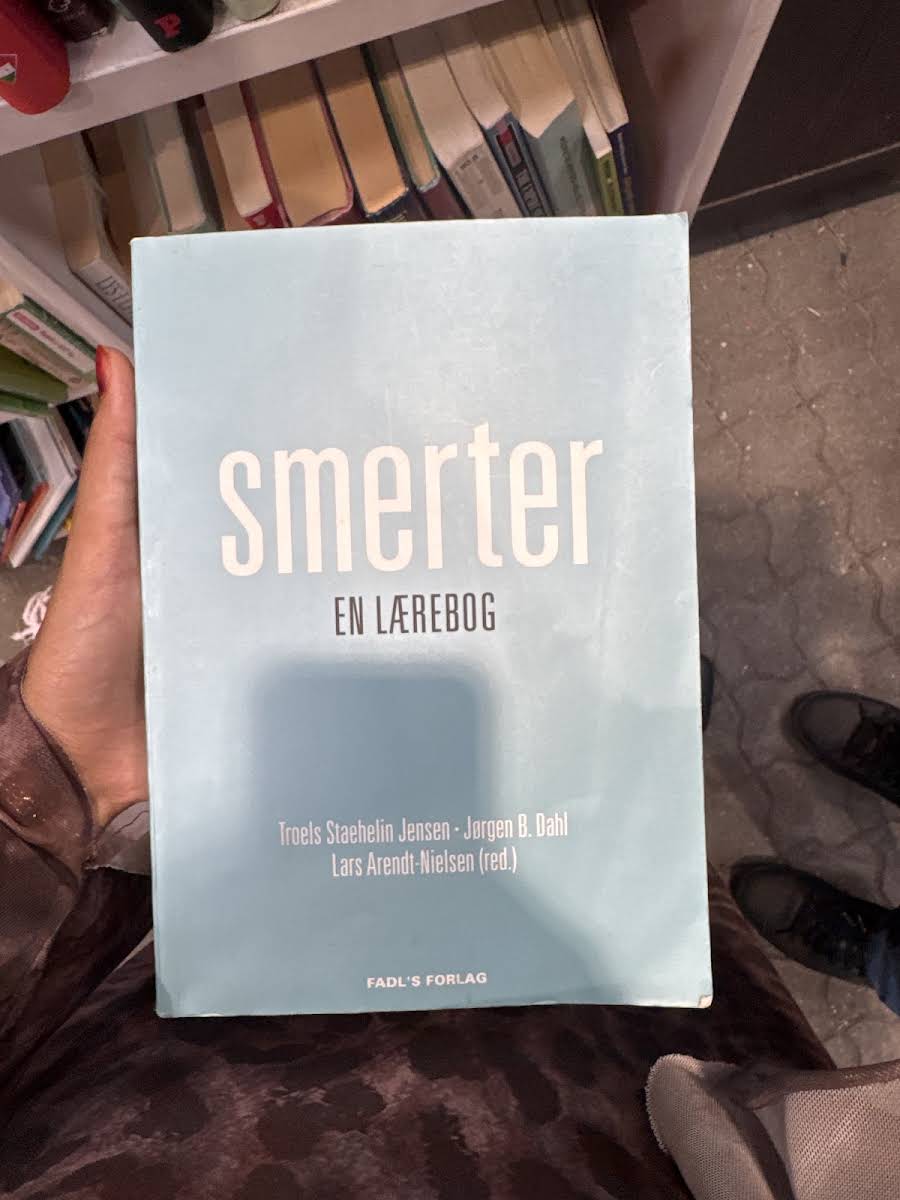 smerter
EN LÆREBOG
Troels Staehelin Jensen · Jørgen B. Dahl
Lars Arendt-Nielsen (red.)
FADL'S FORLAG